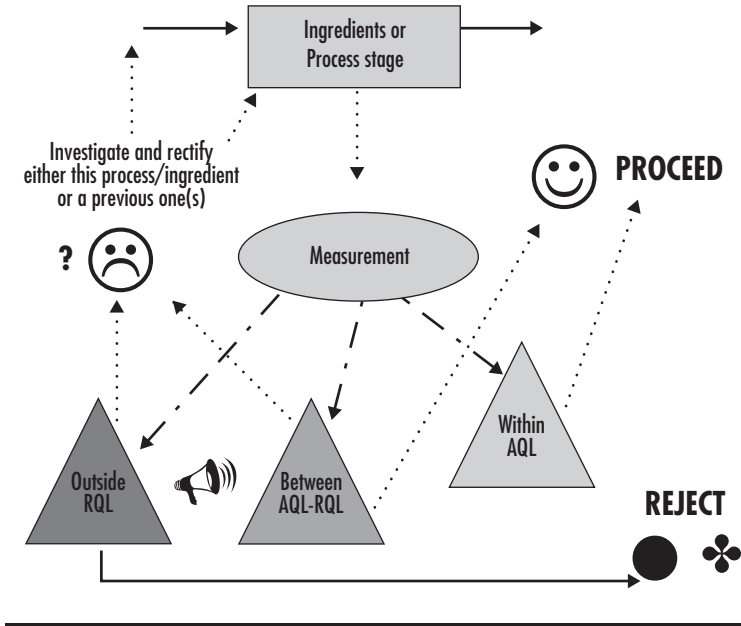 Ingredients or
Process stage
Investigate and rectify
either this process/ingredient
or a previous one(s)
PROCEED
?
Measurement
Within
AQL
Outside
RQL
Between
AQL-RQL
REJECT